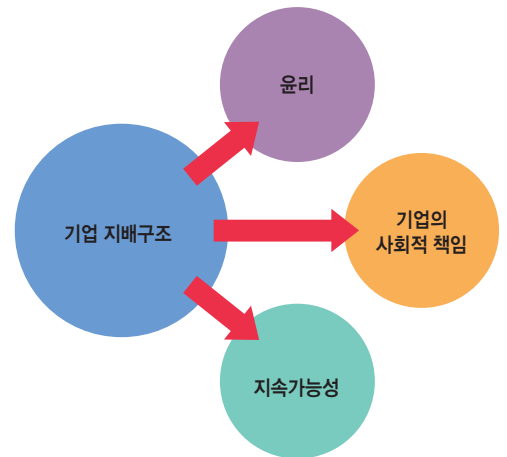 윤리
기업 지배구조
기업의
사회적 책임
지속가능성